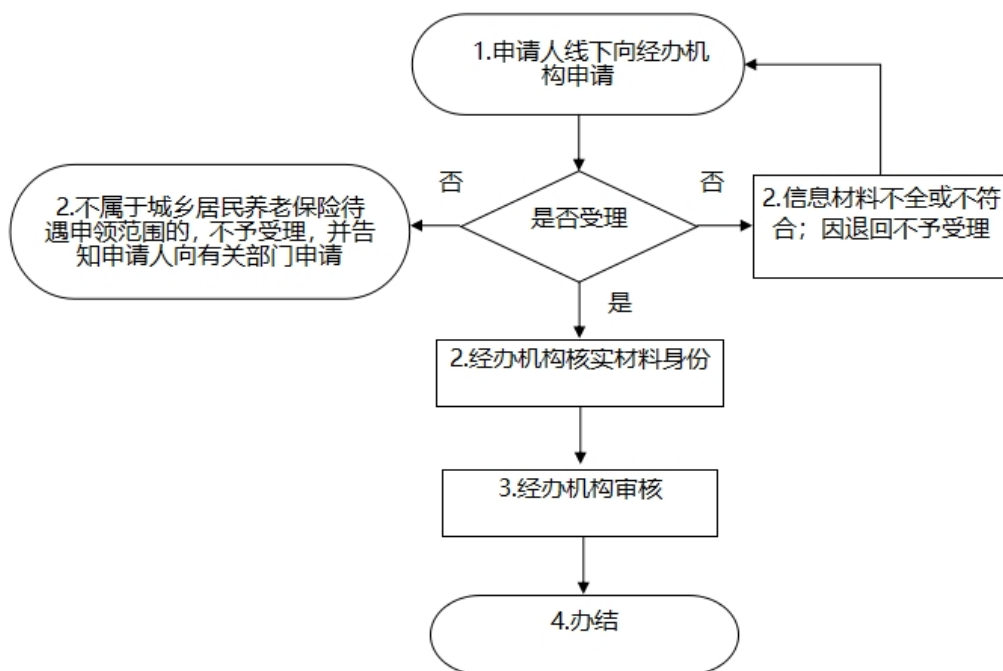 1.申请人线下向经办机
构申请
否
否
2.不属于城乡居民养老保险待
遇申领范围的，不予受理，并告
知申请人向有关部门申请
是否受理
2.信息材料不全或不符
合；因退回不予受理
是
2.经办机构核实材料身份
3.经办机构审核
4.办结